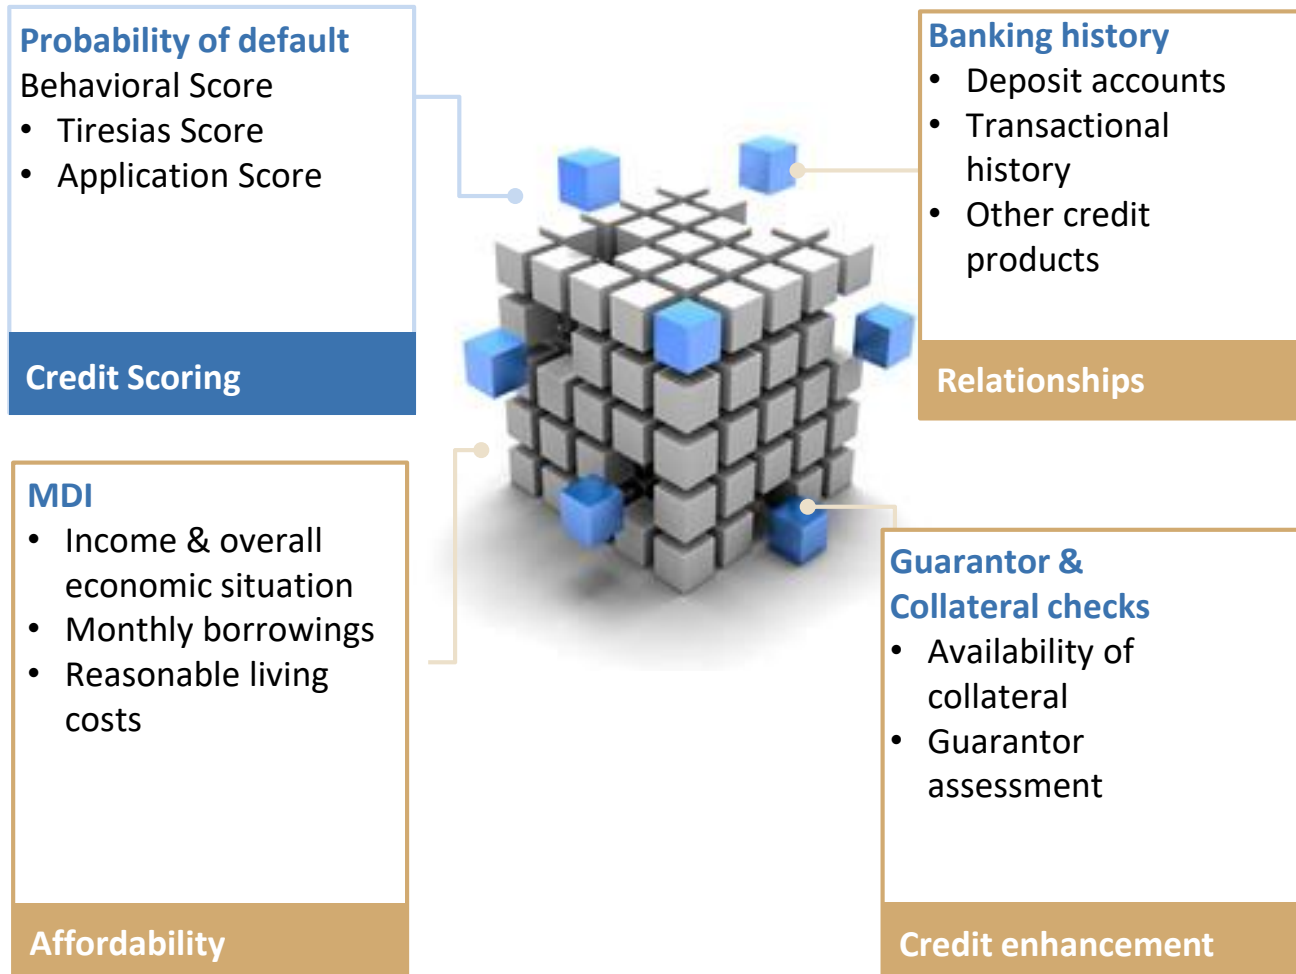 Probability of default
Behavioral Score
• Tiresias Score
• Application Score
Credit Scoring
Banking history
• Deposit accounts
• Transactional
history
• Other credit
products
Relationships
MDI
• Income & overall
economic situation
• Monthly borrowings
• Reasonable living
costs
Affordability
Guarantor &
Collateral checks
• Availability of
collateral
• Guarantor
assessment
Credit enhancement